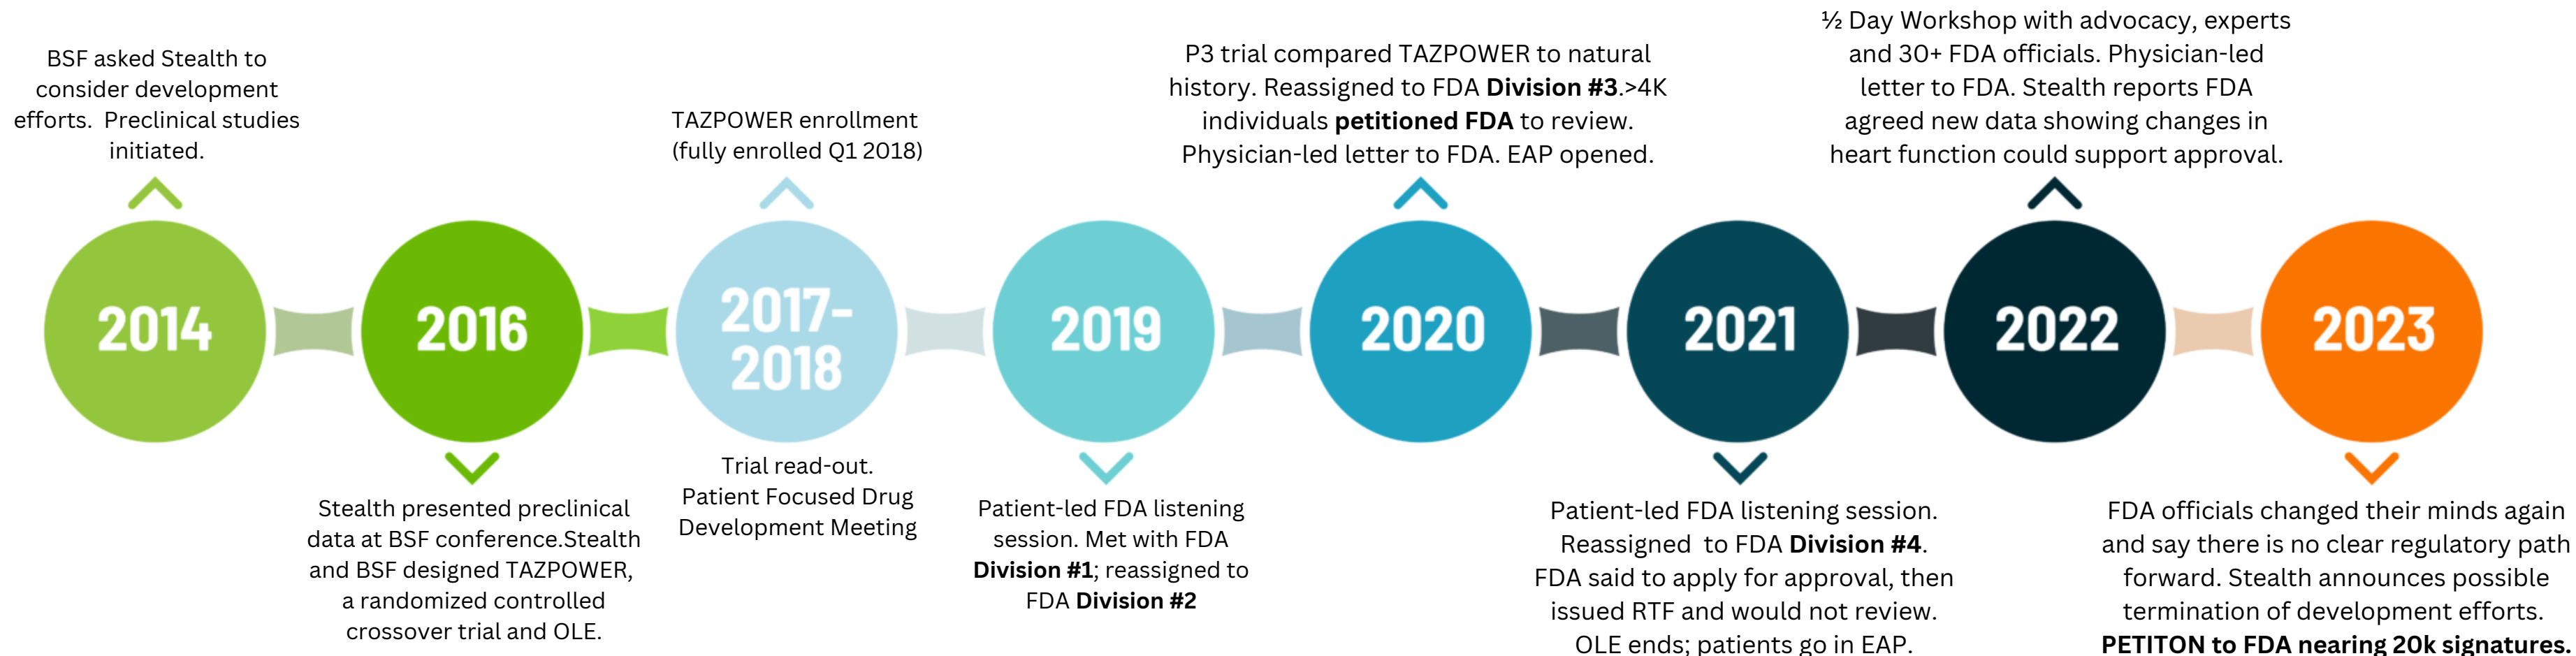 BSF asked Stealth to
consider development
efforts. Preclinical studies
initiated.
2014
2016
Stealth presented preclinical
data at BSF conference.Stealth
and BSF designed TAZPOWER,
a randomized controlled
crossover trial and OLE.
TAZPOWER enrollment
(fully enrolled Q1 2018)
2017-
2018
Trial read-out.
Patient Focused Drug
Development Meeting
2019
Patient-led FDA listening
session. Met with FDA
Division #1; reassigned to
FDA Division #2
P3 trial compared TAZPOWER to natural
history. Reassigned to FDA Division #3.>4K
individuals petitioned FDA to review.
Physician-led letter to FDA. EAP opened.
2020
2021
Patient-led FDA listening session.
Reassigned to FDA Division #4.
FDA said to apply for approval, then
issued RTF and would not review.
OLE ends; patients go in EAP.
½ Day Workshop with advocacy, experts
and 30+ FDA officials. Physician-led
letter to FDA. Stealth reports FDA
agreed new data showing changes in
heart function could support approval.
2022
2023
FDA officials changed their minds again
and say there is no clear regulatory path
forward. Stealth announces possible
termination of development efforts.
PETITON to FDA nearing 20k signatures.